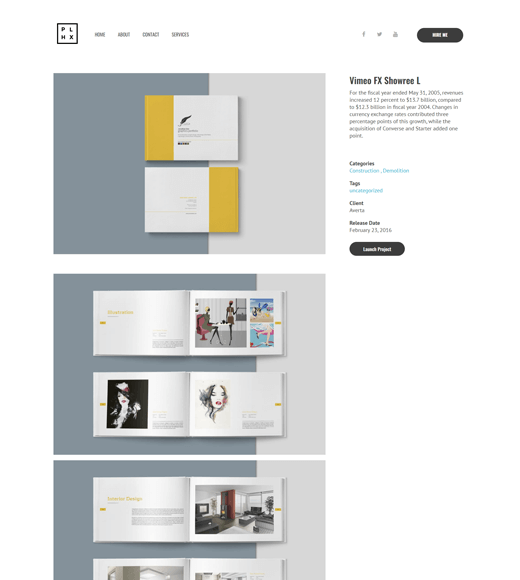 P L
H X
HOME
ABOUT
CONTACT
SERVICES
HIRE ME
Vimeo FX Showree L
For the fiscal year ended May 31, 2005, revenues
increased 12 percent to $13.7 billion, compared
to $12.3 billion in fiscal year 2004. Changes in
currency exchange rates contributed three
percentage points of this growth, while the
acquisition of Converse and Starter added one
point.
Categories
Construction , Demolition
Tags
uncategorized
Client
Averta
Release Date
February 23, 2016
Launch Project
Illustration
Interior Design